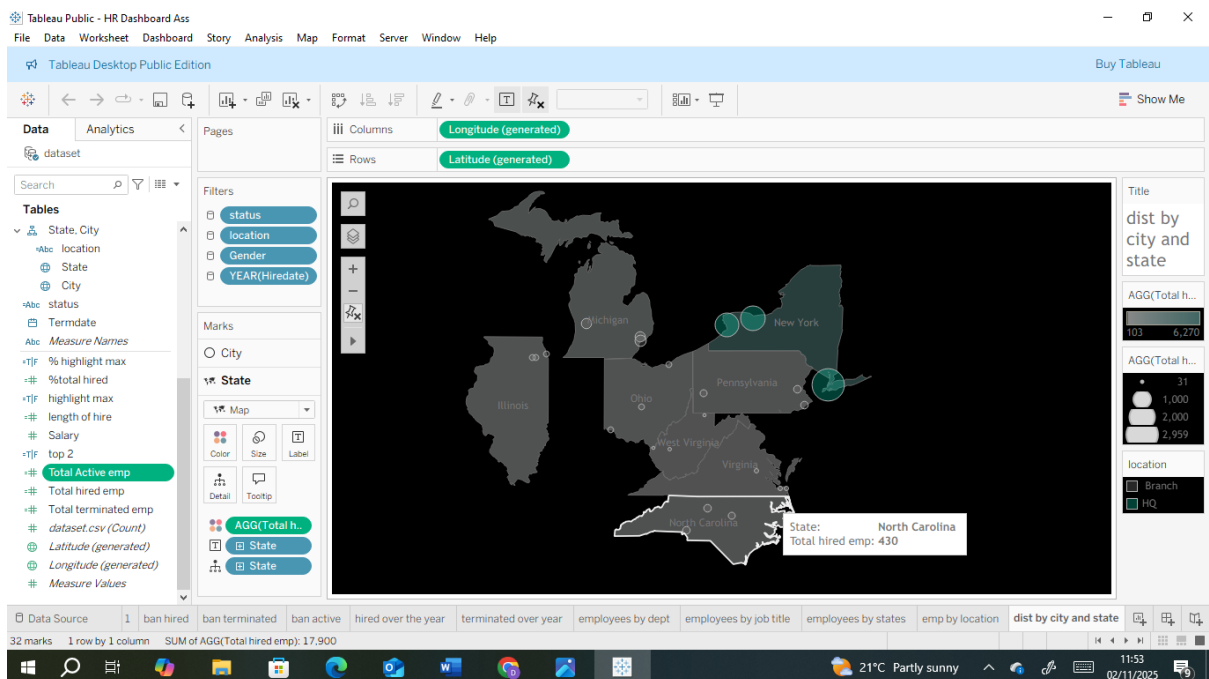 Tableau Public - HR Dashboard Ass
File Data Worksheet Dashboard Story Analysis Map Format Server Window Help
Tableau Desktop Public Edition
Buy Tableau
Show Me
Data Analytics
dataset
Search
Tables
State, City
Abc location
State
City
=Abc status
Termdate
Abc Measure Names
=T|F % highlight max
=# %total hired
=T|F highlight max
=# length of hire
# Salary
=T|F top 2
=# Total Active emp
=# Total hired emp
=# Total terminated emp
# dataset.csv (Count)
Latitude (generated)
Longitude (generated)
# Measure Values
Pages
Filters
status
location
Gender
YEAR(Hiredate)
Marks
City
State
Map
Color Size Label
Detail Tooltip
AGG(Total h..
State
State
Columns Longitude (generated)
Rows Latitude (generated)
Michigan
New York
Pennsylvania
Illinois
Ohio
West Virginia
Virginia
North Carolina
State: North Carolina
Total hired emp: 430
Title
dist by
city and
state
AGG(Total h...
103 6,270
AGG(Total h...
31
1,000
2,000
2,959
location
Branch
HQ
Data Source 1 ban hired ban terminated ban active hired over the year terminated over year employees by dept employees by job title employees by states emp by location dist by city and state
32 marks 1 row by 1 column SUM of AGG(Total hired emp): 17,900
21°C Partly sunny
11:53
02/11/2025
9